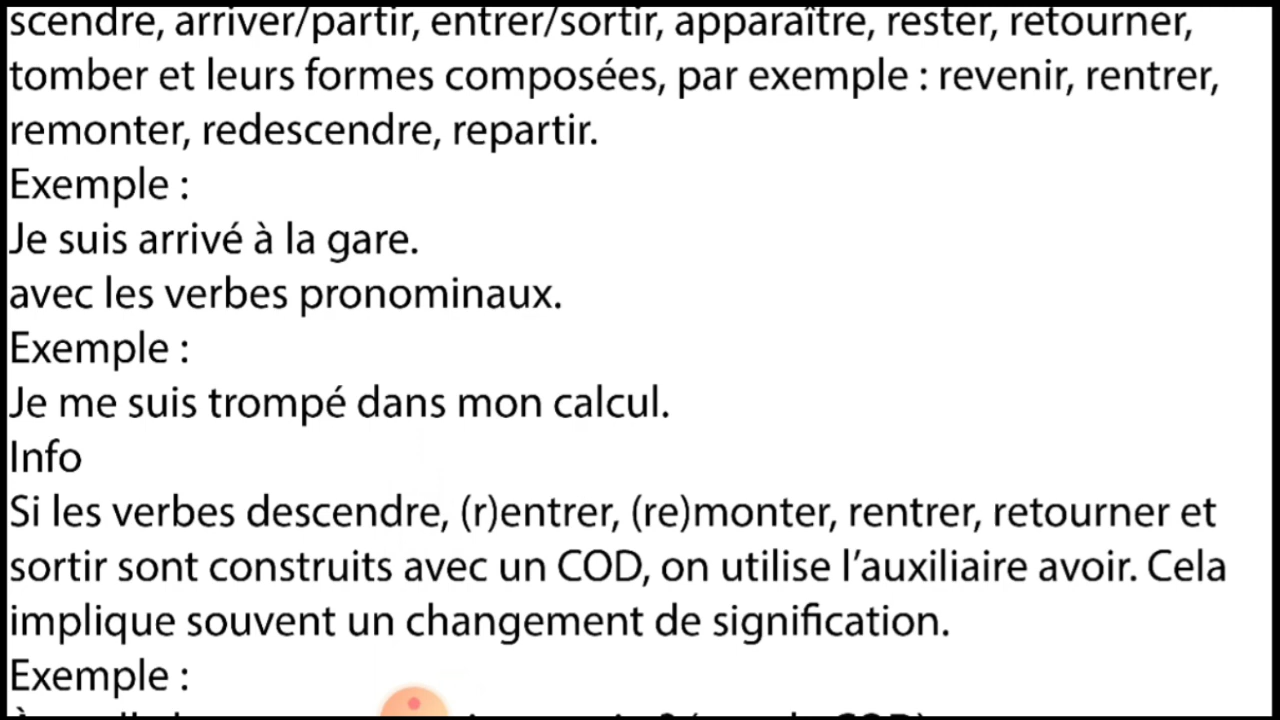 scendre, arriver/partir, entrer/sortir, apparaître, rester, retourner,
tomber et leurs formes composées, par exemple : revenir, rentrer,
remonter, redescendre, repartir.
Exemple :
Je suis arrivé à la gare.
avec les verbes pronominaux.
Exemple :
Je me suis trompé dans mon calcul.
Info
Si les verbes descendre, (r)entrer, (re)monter, rentrer, retourner et
sortir sont construits avec un COD, on utilise l’auxiliaire avoir. Cela
implique souvent un changement de signification.
Exemple :